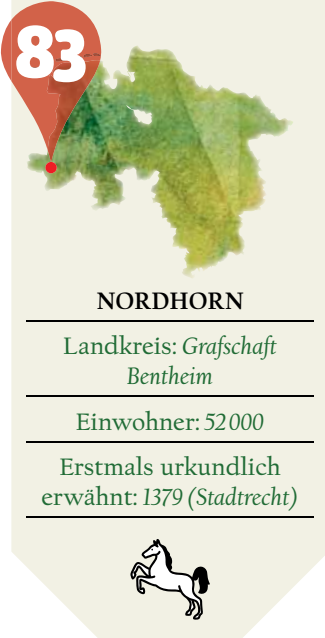 83
NORDHORN
Landkreis: Grafschaft
Bentheim
Einwohner: 52 000
Erstmals urkundlich
erwähnt: 1379 (Stadtrecht)